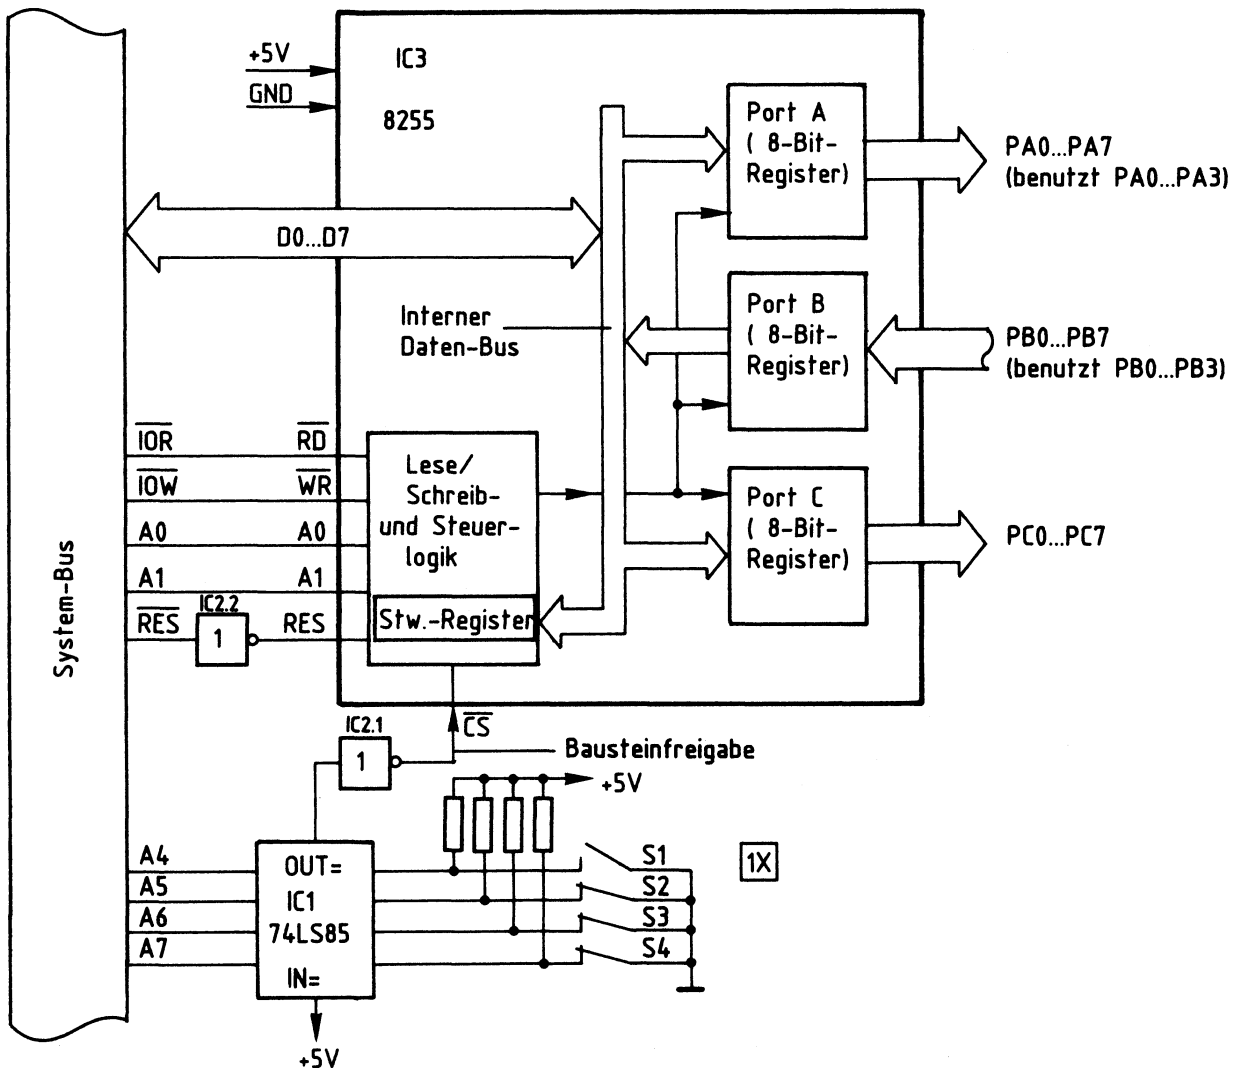 +5V
GND
IC3
8255
Port A
( 8-Bit-
Register)
PA0...PA7
(benutzt PA0...PA3)
D0...D7
Interner
Daten-Bus
Port B
( 8-Bit-
Register)
PB0...PB7
(benutzt PB0...PB3)
IOR
RD
IOW
WR
A0
A0
A1
A1
IC2.2
RES
1
RES
Lese/
Schreib-
und Steuer-
logik
Stw.-Register
Port C
( 8-Bit-
Register)
PC0...PC7
System-Bus
IC2.1
1
CS
Bausteinfreigabe
+5V
A4
A5
A6
A7
OUT=
IC1
74LS85
IN=
+5V
S1
S2
S3
S4
1X